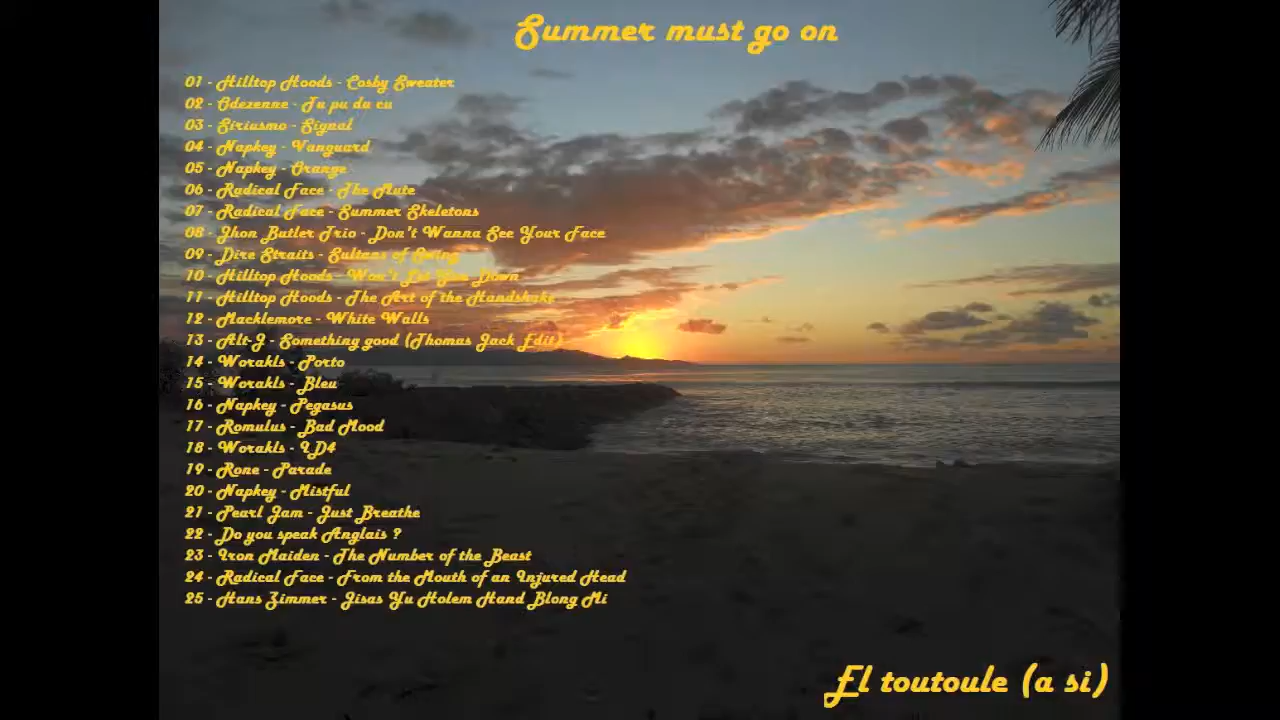 Summer must go on
01 - Hilltop Hoods - Cosby Sweater
02 - Odezenne - Tu pu du cu
03 - Siriusmo - Signal
04 - Napkey - Vanguard
05 - Napkey - Orange
06 - Radical Face - The Mute
07 - Radical Face - Summer Skeletons
08 - Jhon Butler Trio - Don't Wanna See Your Face
09 - Dire Straits - Sultans of Swing
10 - Hilltop Hoods - Won't Let You Down
11 - Hilltop Hoods - The Art of the Handshake
12 - Macklemore - White Walls
13 - Alt-J - Something good (Thomas Jack Edit)
14 - Worakls - Porto
15 - Worakls - Bleu
16 - Napkey - Pegasus
17 - Romulus - Bad Mood
18 - Worakls - ID4
19 - Rone - Parade
20 - Napkey - Mistful
21 - Pearl Jam - Just Breathe
22 - Do you speak Anglais ?
23 - Iron Maiden - The Number of the Beast
24 - Radical Face - From the Mouth of an Injured Head
25 - Hans Zimmer - Jisas Yu Holem Hand Blong Mi
El toutoule (a si)